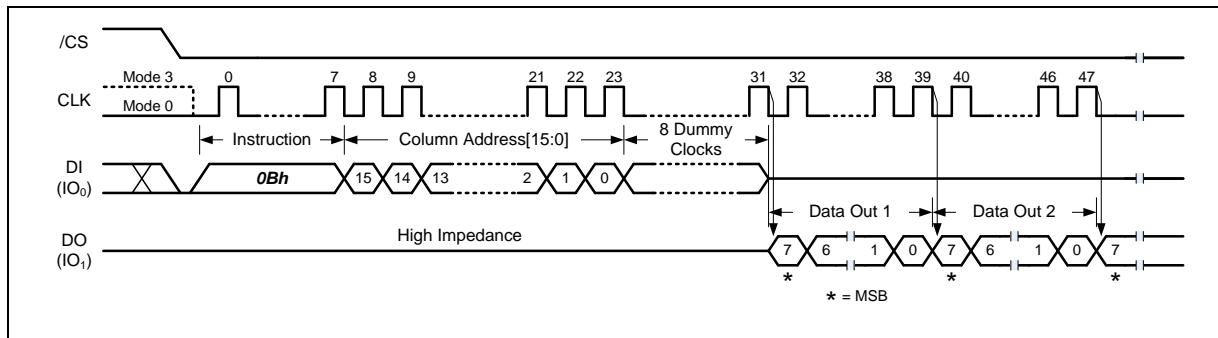 /CS
Mode 3 0 7 8 9 21 22 23 31 32 38 39 40 46 47
CLK
Mode 0
Instruction Column Address[15:0] 8 Dummy Clocks
DI (IO0) 0Bh 15 14 13 2 1 0
Data Out 1 Data Out 2
High Impedance
DO (IO1) 7 6 1 0 7 6 1 0 7
* * *
* = MSB